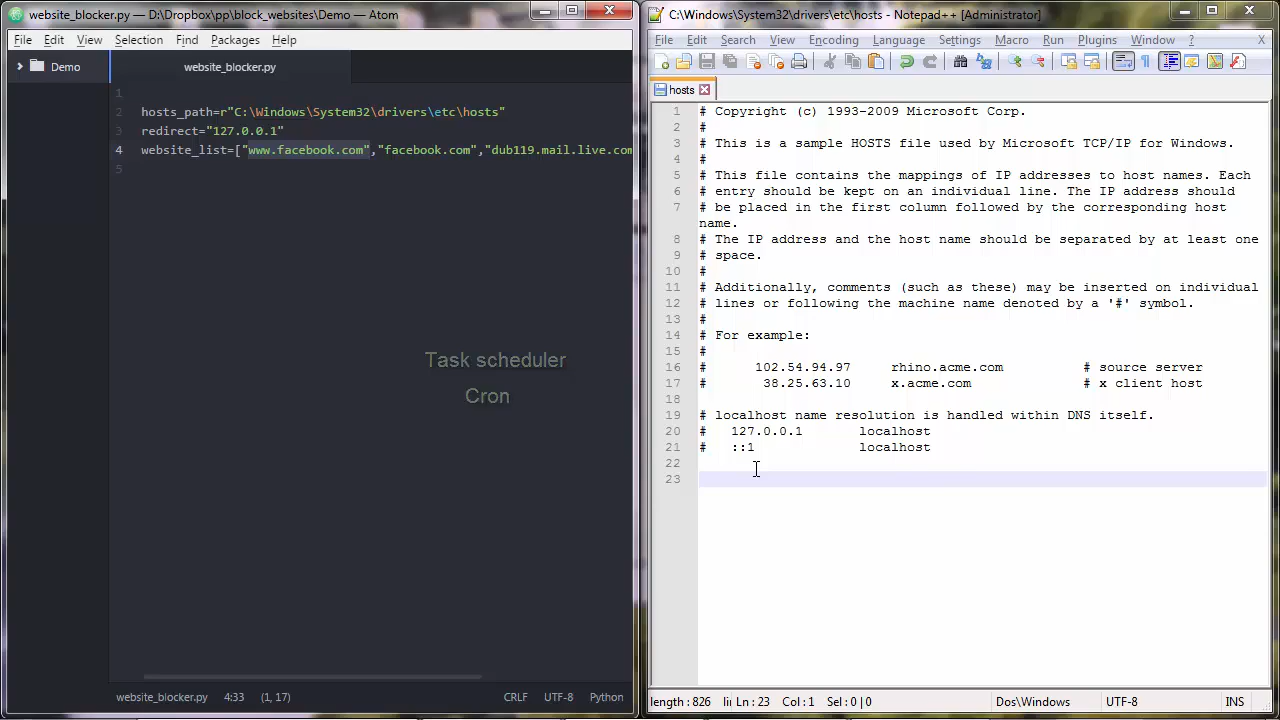 website_blocker.py — D:\Dropbox\pp\block_websites\Demo — Atom
File Edit View Selection Find Packages Help
Demo
website_blocker.py
1
2 hosts_path=r"C:\Windows\System32\drivers\etc\hosts"
3 redirect="127.0.0.1"
4 website_list=["www.facebook.com","facebook.com","dub119.mail.live.com
5
Task scheduler
Cron
website_blocker.py 4:33 (1, 17) CRLF UTF-8 Python
C:\Windows\System32\drivers\etc\hosts - Notepad++ [Administrator]
File Edit Search View Encoding Language Settings Macro Run Plugins Window ? X
hosts
1 # Copyright (c) 1993-2009 Microsoft Corp.
2 #
3 # This is a sample HOSTS file used by Microsoft TCP/IP for Windows.
4 #
5 # This file contains the mappings of IP addresses to host names. Each
6 # entry should be kept on an individual line. The IP address should
7 # be placed in the first column followed by the corresponding host
name.
8 # The IP address and the host name should be separated by at least one
9 # space.
10 #
11 # Additionally, comments (such as these) may be inserted on individual
12 # lines or following the machine name denoted by a '#' symbol.
13 #
14 # For example:
15 #
16 # 102.54.94.97 rhino.acme.com # source server
17 # 38.25.63.10 x.acme.com # x client host
18
19 # localhost name resolution is handled within DNS itself.
20 # 127.0.0.1 localhost
21 # ::1 localhost
22
23
length : 826 li Ln : 23 Col : 1 Sel : 0 | 0 Dos\Windows UTF-8 INS